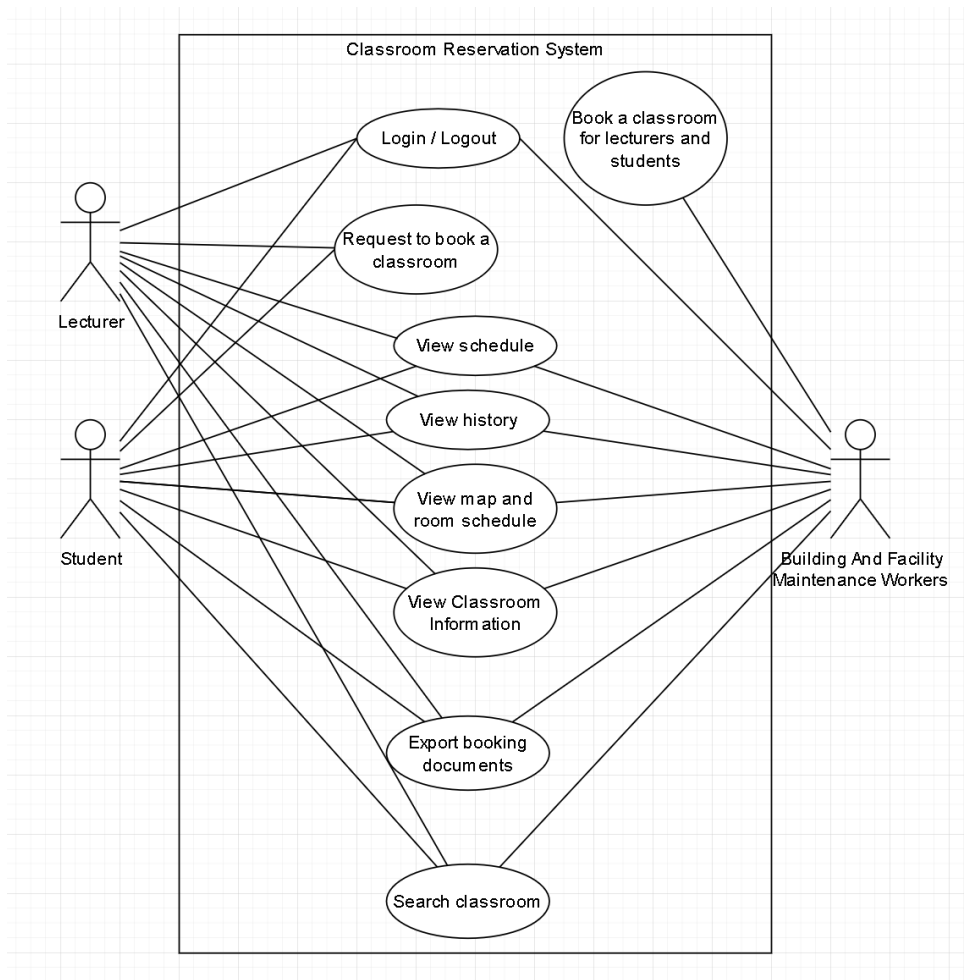 Classroom Reservation System
Login / Logout
Book a classroom
for lecturers and
students
Request to book a
classroom
Lecturer
View schedule
View history
View map and
room schedule
Student
Building And Facility
Maintenance Workers
View Classroom
Information
Export booking
documents
Search classroom